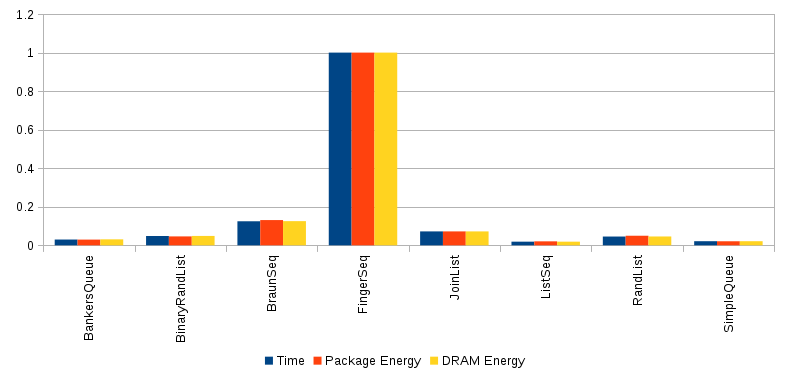 1.2
1
0.8
0.6
0.4
0.2
0
BankersQueue
BinaryRandList
BraunSeq
FingerSeq
JoinList
ListSeq
RandList
SimpleQueue
Time Package Energy DRAM Energy